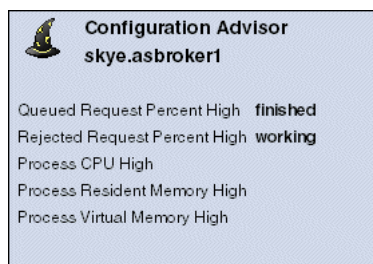 Configuration Advisor
skye.asbroker1
Queued Request Percent High finished
Rejected Request Percent High working
Process CPU High
Process Resident Memory High
Process Virtual Memory High